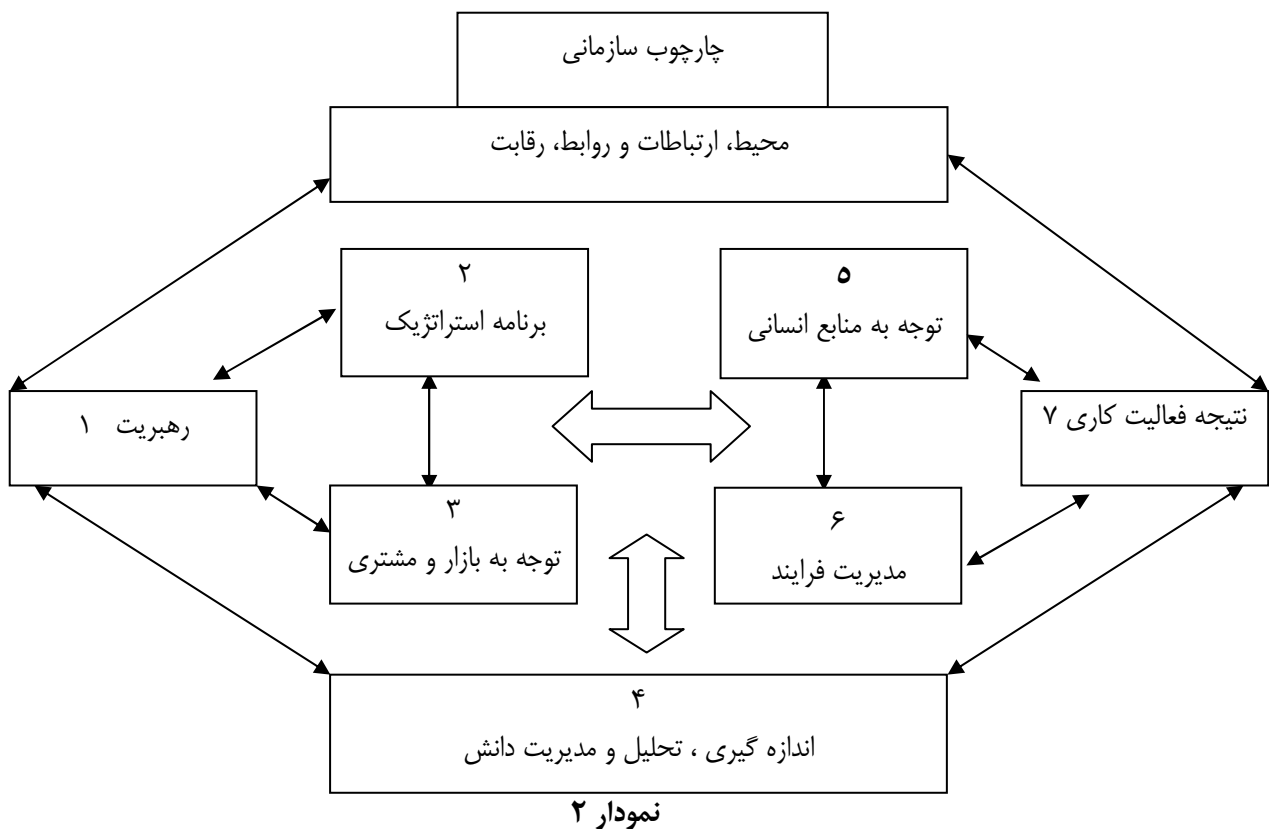 چارچوب سازمانی
محیط، ارتباطات و روابط، رقابت
۲
برنامه استراتژیک
۵
توجه به منابع انسانی
رهبریت ۱
نتیجه فعالیت کاری ۷
۳
توجه به بازار و مشتری
۶
مدیریت فرایند
۴
اندازه گیری ، تحلیل و مدیریت دانش
نمودار ۲